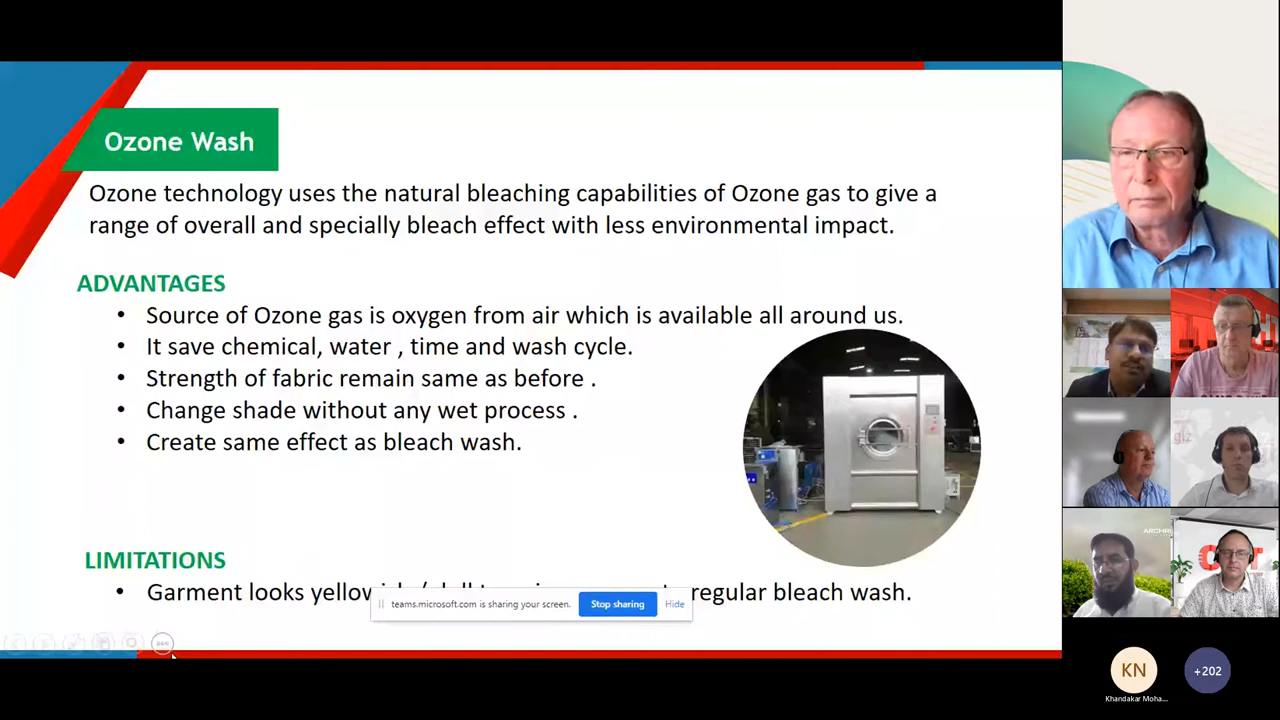 Ozone Wash
Ozone technology uses the natural bleaching capabilities of Ozone gas to give a
range of overall and specially bleach effect with less environmental impact.
ADVANTAGES
• Source of Ozone gas is oxygen from air which is available all around us.
• It save chemical, water , time and wash cycle.
• Strength of fabric remain same as before .
• Change shade without any wet process .
• Create same effect as bleach wash.
LIMITATIONS
• Garment looks regular bleach wash.
teams.microsoft.com is sharing your screen.
Stop sharing
Hide
giz
KN
+202
Khandakar Moha...